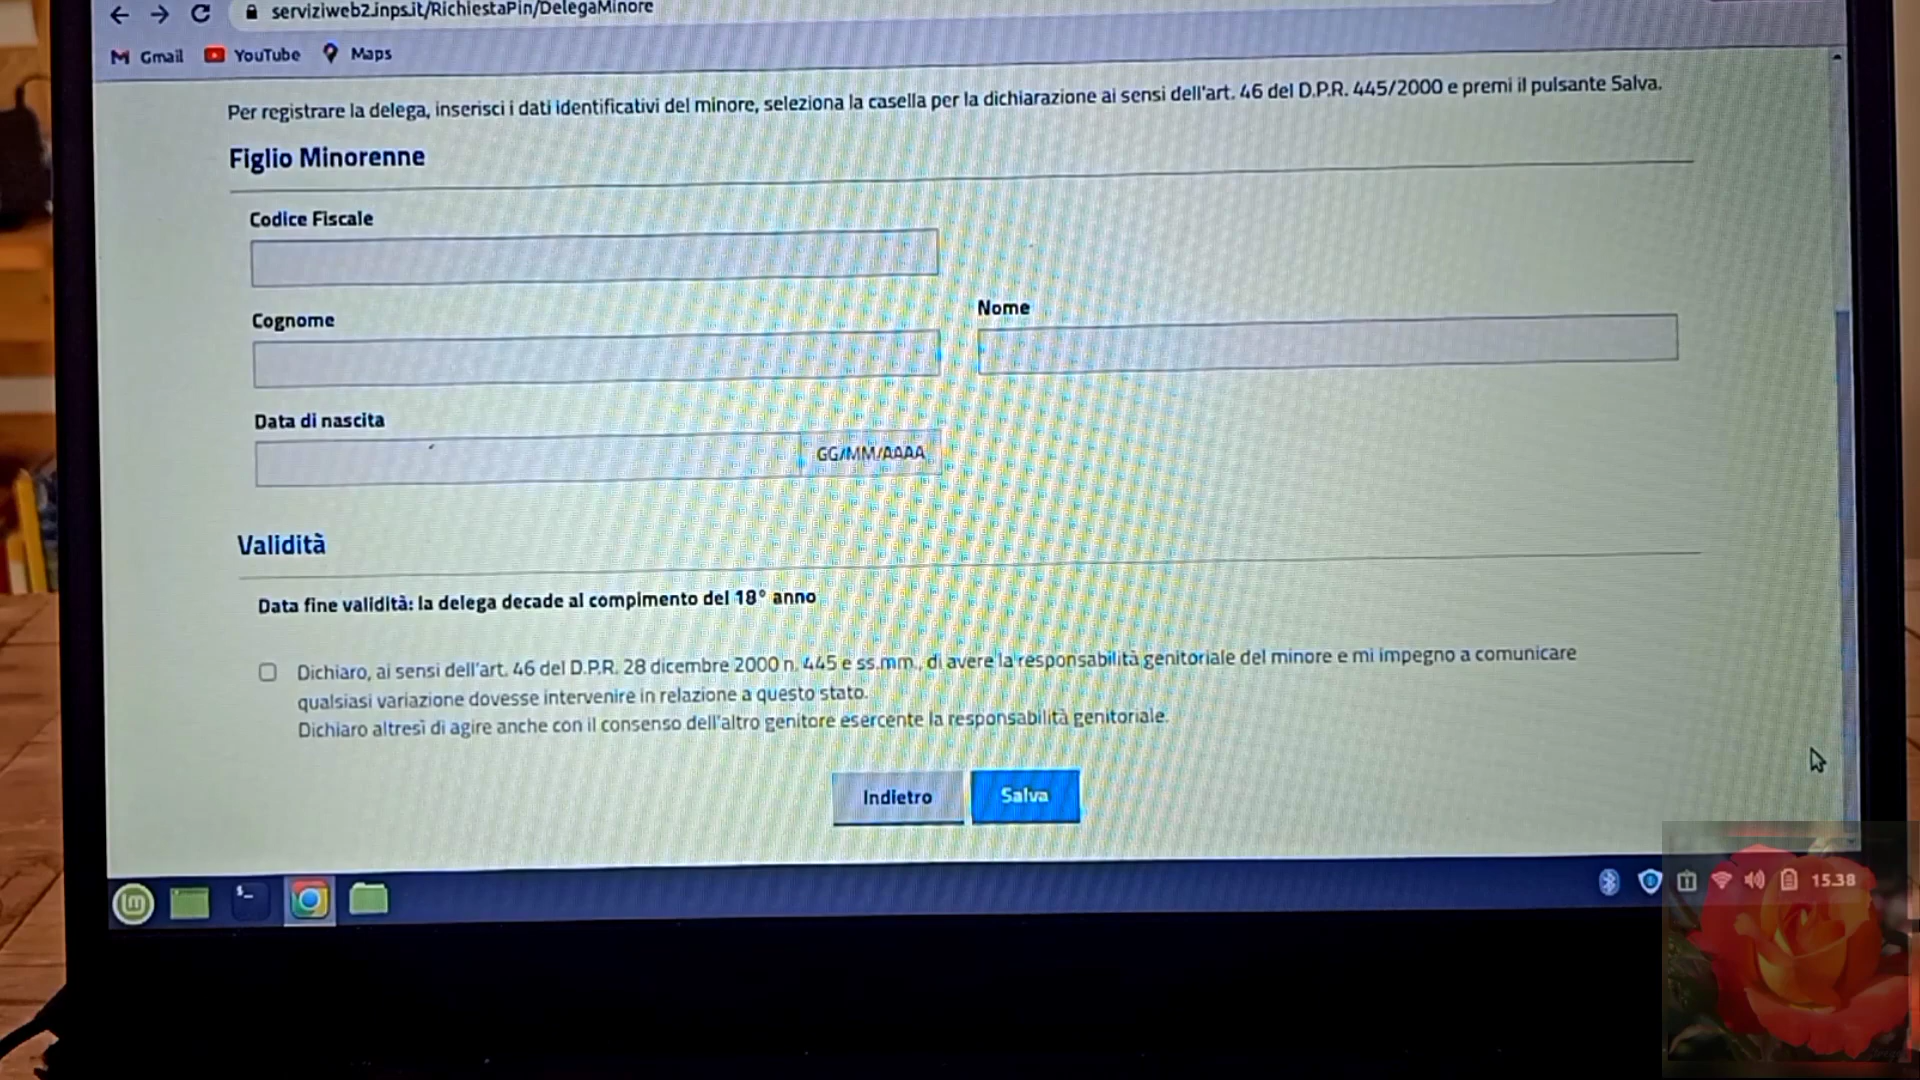 serviziweb2.inps.it/RichiestaPin/DelegaMinore
Gmail YouTube Maps
Per registrare la delega, inserisci i dati identificativi del minore, seleziona la casella per la dichiarazione ai sensi dell'art. 46 del D.P.R. 445/2000 e premi il pulsante Salva.
Figlio Minorenne
Codice Fiscale
Cognome
Nome
Data di nascita
GG/MM/AAAA
Validità
Data fine validità: la delega decade al compimento del 18° anno
Dichiaro, ai sensi dell'art. 46 del D.P.R. 28 dicembre 2000 n. 445 e ss.mm., di avere la responsabilità genitoriale del minore e mi impegno a comunicare
qualsiasi variazione dovesse intervenire in relazione a questo stato.
Dichiaro altresì di agire anche con il consenso dell'altro genitore esercente la responsabilità genitoriale.
Indietro Salva
15.38